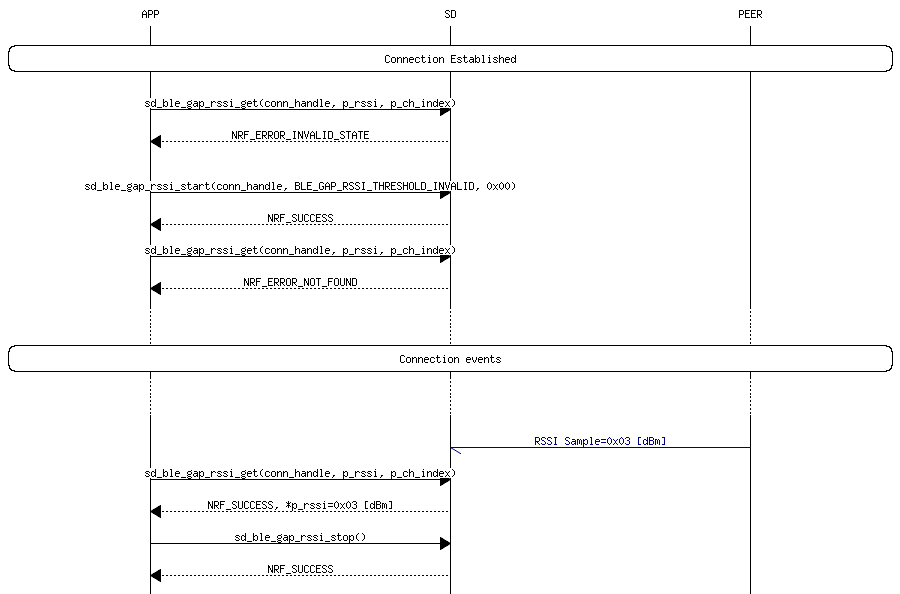 APP SD PEER
Connection Established
sd_ble_gap_rssi_get(conn_handle, p_rssi, p_ch_index)
NRF_ERROR_INVALID_STATE
sd_ble_gap_rssi_start(conn_handle, BLE_GAP_RSSI_THRESHOLD_INVALID, 0x00)
NRF_SUCCESS
sd_ble_gap_rssi_get(conn_handle, p_rssi, p_ch_index)
NRF_ERROR_NOT_FOUND
Connection events
RSSI Sample=0x03 [dBm]
sd_ble_gap_rssi_get(conn_handle, p_rssi, p_ch_index)
NRF_SUCCESS, *p_rssi=0x03 [dBm]
sd_ble_gap_rssi_stop()
NRF_SUCCESS